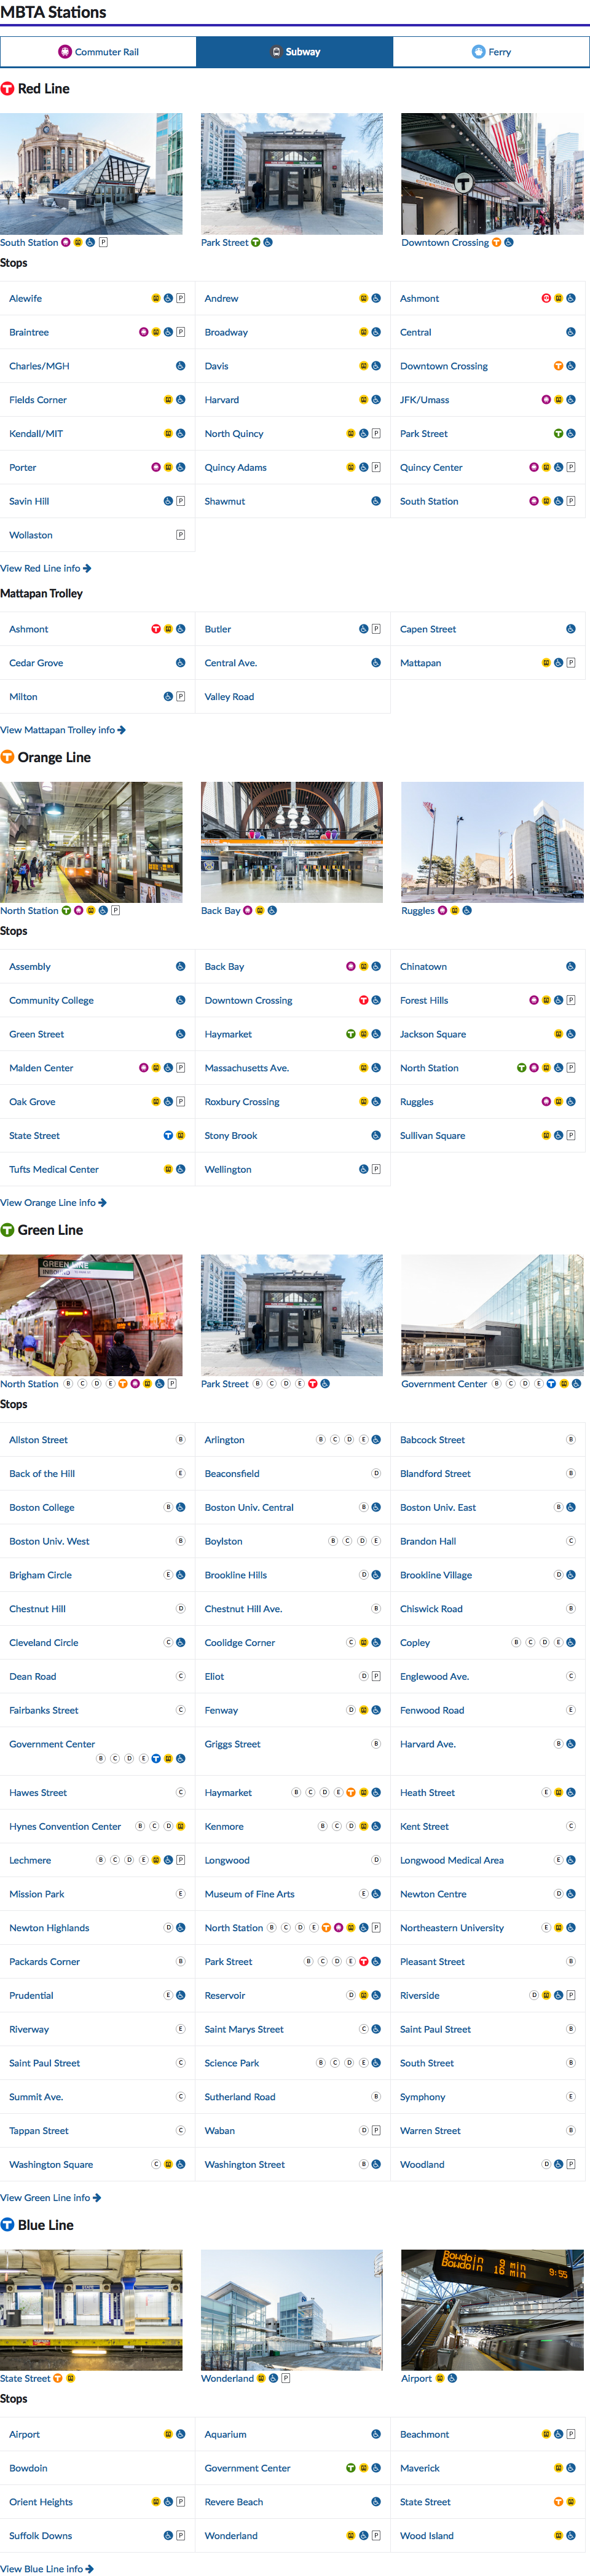 MBTA Stations
Commuter Rail Subway Ferry
T Red Line
South Station P Park Street T Downtown Crossing T
Stops
Alewife P Andrew Ashmont
Braintree P Broadway Central
Charles/MGH Davis Downtown Crossing T
Fields Corner Harvard JFK/Umass
Kendall/MIT North Quincy P Park Street T
Porter Quincy Adams P Quincy Center P
Savin Hill P Shawmut South Station P
Wollaston P
View Red Line info
Mattapan Trolley
Ashmont T Butler P Capen Street
Cedar Grove Central Ave. Mattapan P
Milton P Valley Road
View Mattapan Trolley info
T Orange Line
North Station T P Back Bay Ruggles
Stops
Assembly Back Bay Chinatown
Community College Downtown Crossing T Forest Hills P
Green Street Haymarket T Jackson Square
Malden Center P Massachusetts Ave. North Station T P
Oak Grove P Roxbury Crossing Ruggles
State Street T Stony Brook Sullivan Square P
Tufts Medical Center Wellington P
View Orange Line info
T Green Line
GREEN LINE
INBOUND
North Station B C D E T P Park Street B C D E T Government Center B C D E T
Stops
Allston Street B Arlington B C D E Babcock Street B
Back of the Hill E Beaconsfield D Blandford Street B
Boston College B Boston Univ. Central B Boston Univ. East B
Boston Univ. West B Boylston B C D E Brandon Hall C
Brigham Circle E Brookline Hills D Brookline Village D
Chestnut Hill D Chestnut Hill Ave. B Chiswick Road B
Cleveland Circle C Coolidge Corner C Copley B C D E
Dean Road C Eliot D P Englewood Ave. C
Fairbanks Street C Fenway D Fenwood Road E
Government Center Griggs Street B Harvard Ave. B
B C D E T
Hawes Street C Haymarket B C D E T Heath Street E
Hynes Convention Center B C D Kenmore B C D Kent Street C
Lechmere B C D E P Longwood D Longwood Medical Area E
Mission Park E Museum of Fine Arts E Newton Centre D
Newton Highlands D North Station B C D E T P Northeastern University E
Packards Corner B Park Street B C D E T Pleasant Street B
Prudential E Reservoir D Riverside D P
Riverway E Saint Marys Street C Saint Paul Street B
Saint Paul Street C Science Park B C D E South Street B
Summit Ave. C Sutherland Road B Symphony E
Tappan Street C Waban D P Warren Street B
Washington Square C Washington Street B Woodland D P
View Green Line info
T Blue Line
Bowdoin 9 min
Bowdoin 16 min 9:55
State Street T Wonderland P Airport
Stops
Airport Aquarium Beachmont P
Bowdoin Government Center T Maverick
Orient Heights P Revere Beach State Street T
Suffolk Downs P Wonderland P Wood Island
View Blue Line info